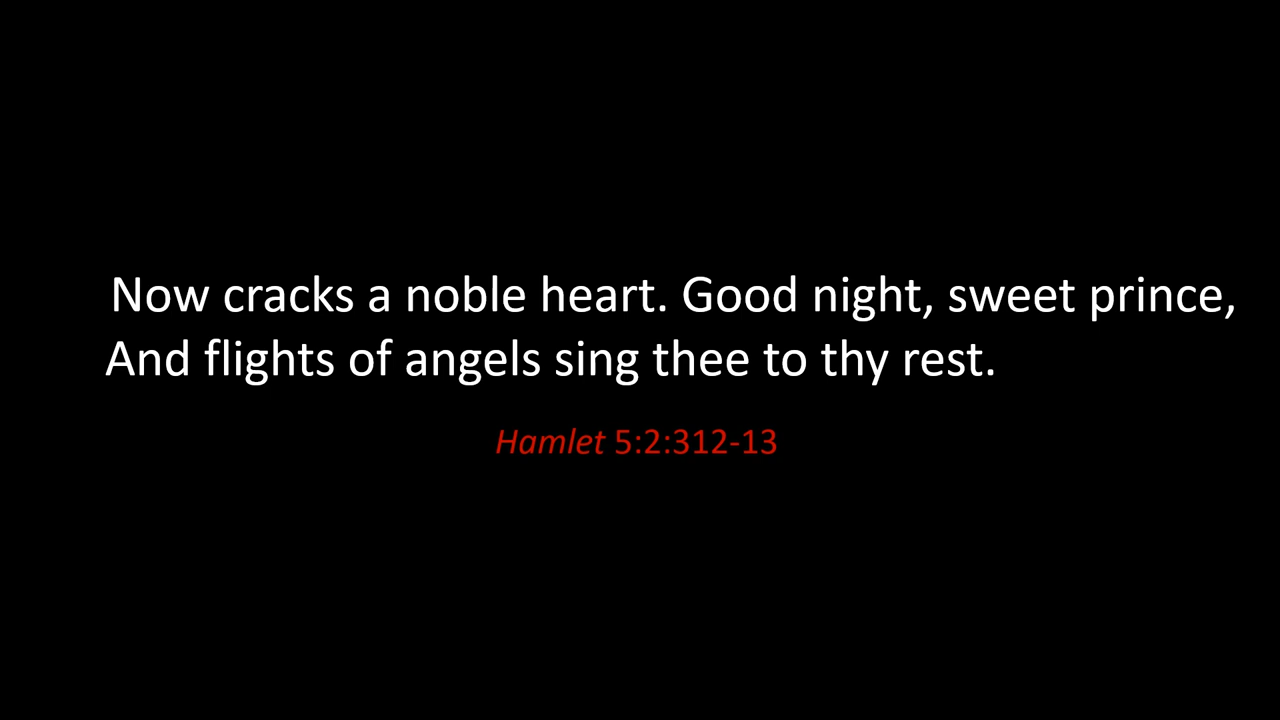 Now cracks a noble heart. Good night, sweet prince,
And flights of angels sing thee to thy rest.
Hamlet 5:2:312-13